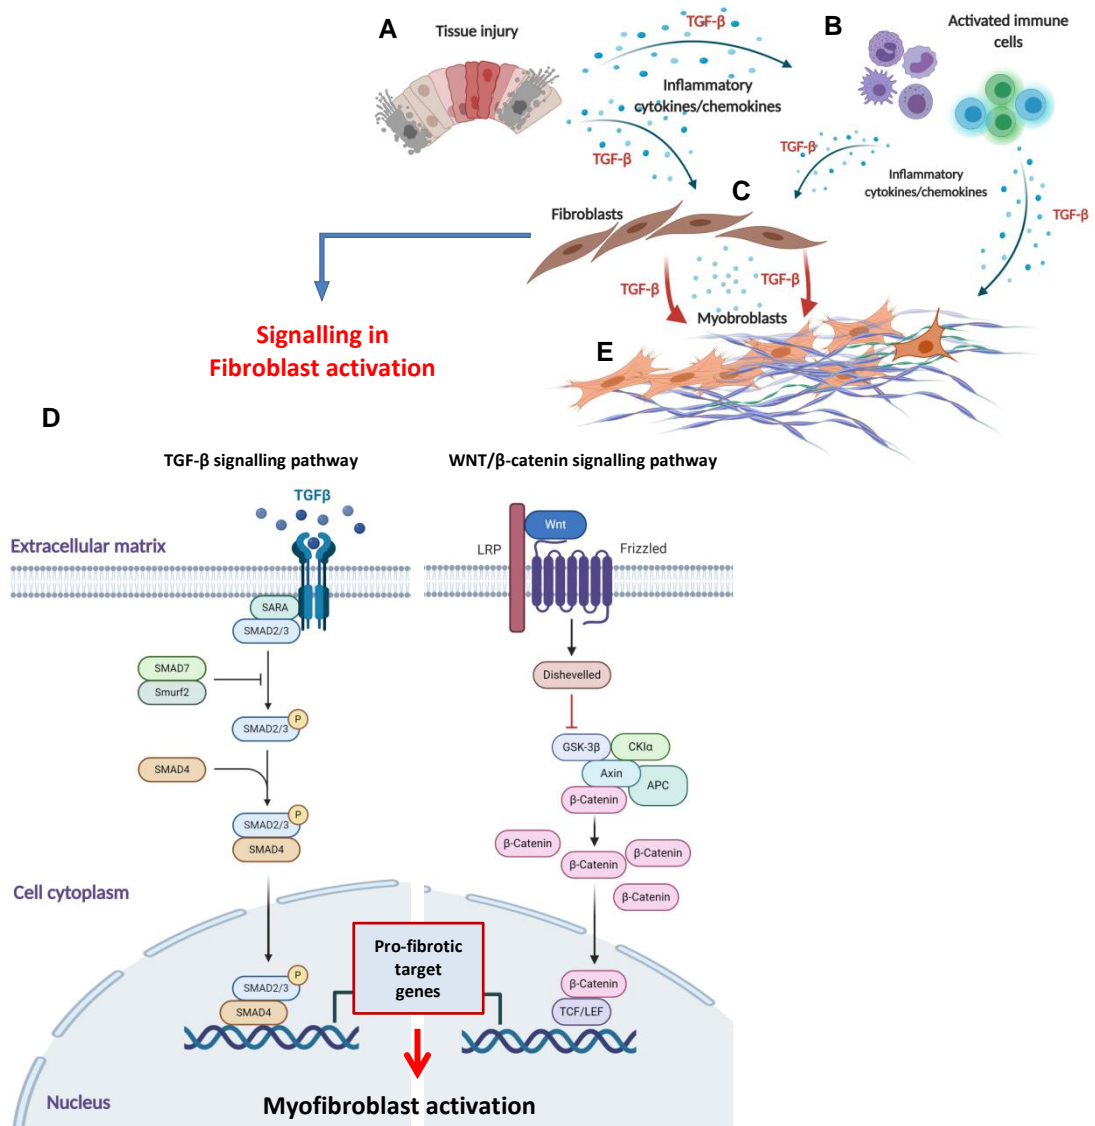 A
Tissue injury
TGF-β
Inflammatory
cytokines/chemokines
TGF-β
B
Activated immune
cells
TGF-β
Inflammatory
cytokines/chemokines
TGF-β
C
Fibroblasts
TGF-β
TGF-β
Myobroblasts
E
Signalling in
Fibroblast activation
D
TGF-β signalling pathway
TGFβ
Extracellular matrix
SARA
SMAD2/3
SMAD7
Smurf2
SMAD2/3
P
SMAD4
SMAD2/3
P
SMAD4
Cell cytoplasm
SMAD2/3
P
SMAD4
WNT/β-catenin signalling pathway
Wnt
LRP
Frizzled
Dishevelled
GSK-3β
CKIα
Axin
APC
β-Catenin
β-Catenin
β-Catenin
β-Catenin
β-Catenin
β-Catenin
TCF/LEF
Pro-fibrotic
target
genes
Nucleus
Myofibroblast activation